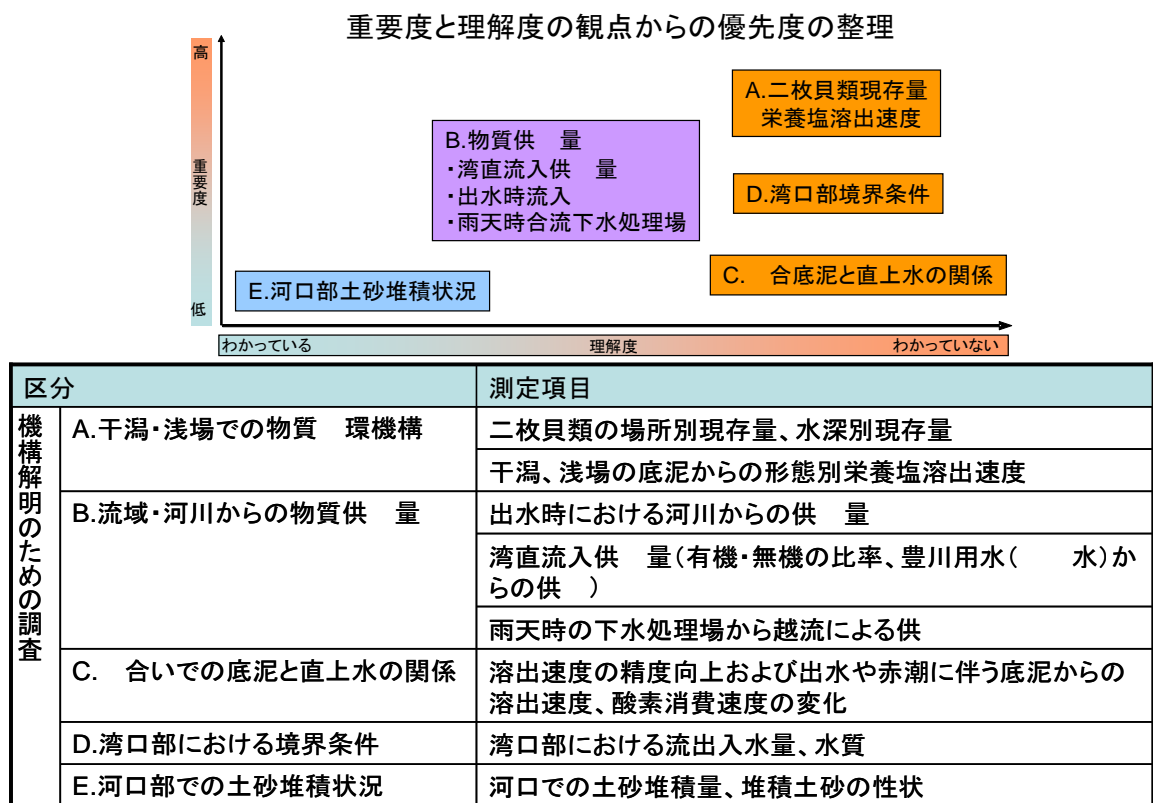 重要度と理解度の観点からの優先度の整理
高
重要度
低
A.二枚貝類現存量
栄養塩溶出速度
B.物質供　量
・湾直流入供　量
・出水時流入
・雨天時合流下水処理場
D.湾口部境界条件
C.　合底泥と直上水の関係
E.河口部土砂堆積状況
わかっている
理解度
わかっていない
区分
測定項目
機構解明のための調査
A.干潟・浅場での物質　環機構
二枚貝類の場所別現存量、水深別現存量
干潟、浅場の底泥からの形態別栄養塩溶出速度
B.流域・河川からの物質供　量
出水時における河川からの供　量
湾直流入供　量（有機・無機の比率、豊川用水（　　水）か
らの供　）
雨天時の下水処理場から越流による供
C.　合いでの底泥と直上水の関係
溶出速度の精度向上および出水や赤潮に伴う底泥からの
溶出速度、酸素消費速度の変化
D.湾口部における境界条件
湾口部における流出入水量、水質
E.河口部での土砂堆積状況
河口での土砂堆積量、堆積土砂の性状